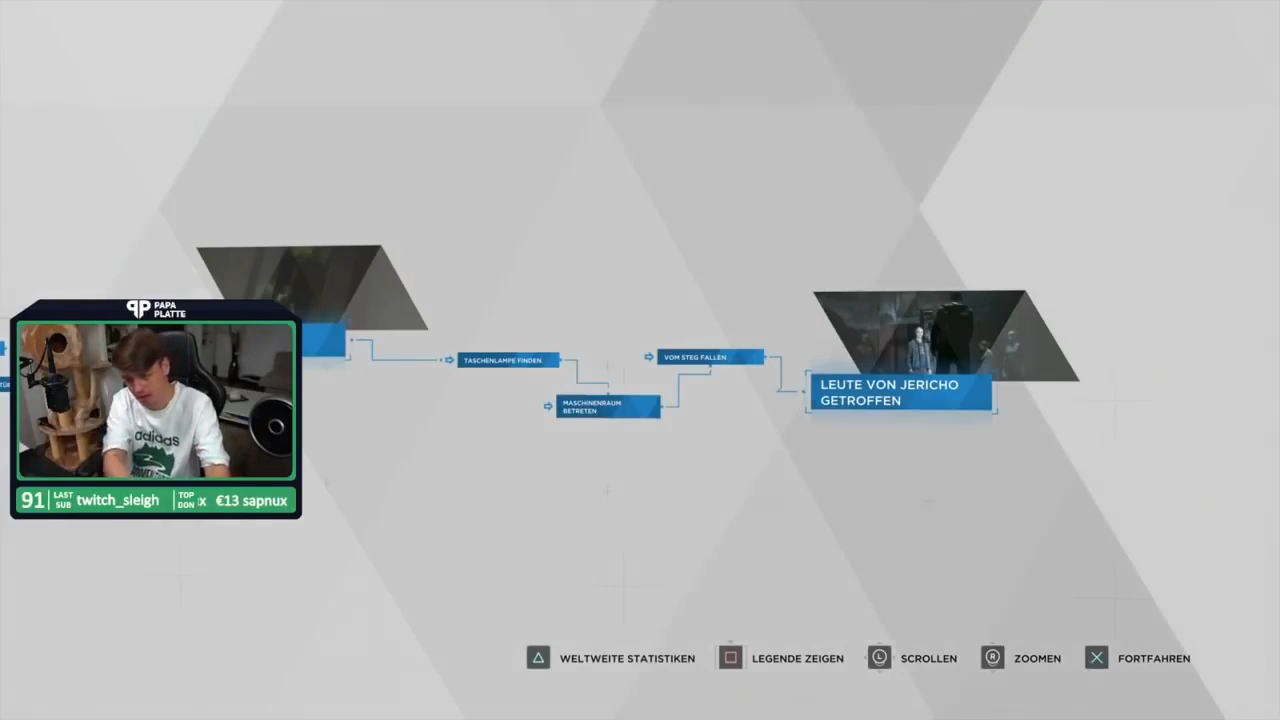 PAPA
PLATTE
TASCHENLAMPE FINDEN
MASCHINENRAUM
BETRETEN
VOM STEG FALLEN
LEUTE VON JERICHO
GETROFFEN
adidas
91 LAST SUB twitch_sleigh TOP DON x €13 sapnux
WELTWEITE STATISTIKEN
LEGENDE ZEIGEN
L SCROLLEN
R ZOOMEN
FORTFAHREN